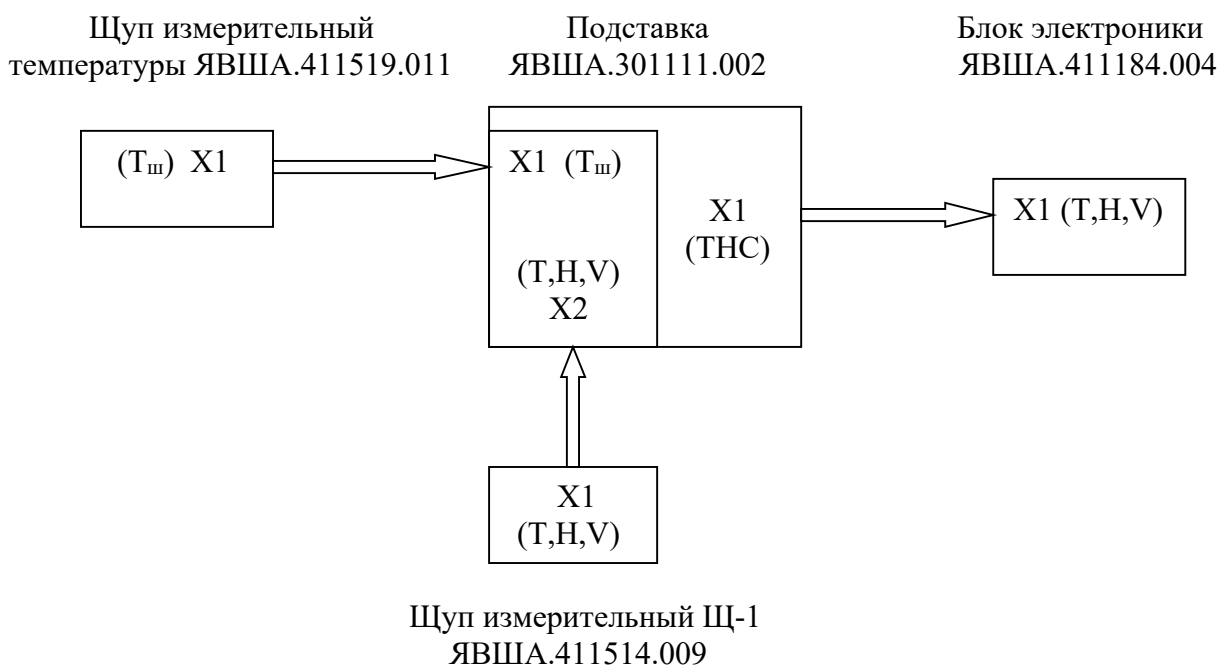 Щуп измерительный
температуры ЯВША.411519.011
Подставка
ЯВША.301111.002
Блок электроники
ЯВША.411184.004
(Тш) X1
X1 (Тш)
(T,H,V)
X2
X1
(ТНС)
X1 (T,H,V)
X1
(T,H,V)
Щуп измерительный Щ-1
ЯВША.411514.009